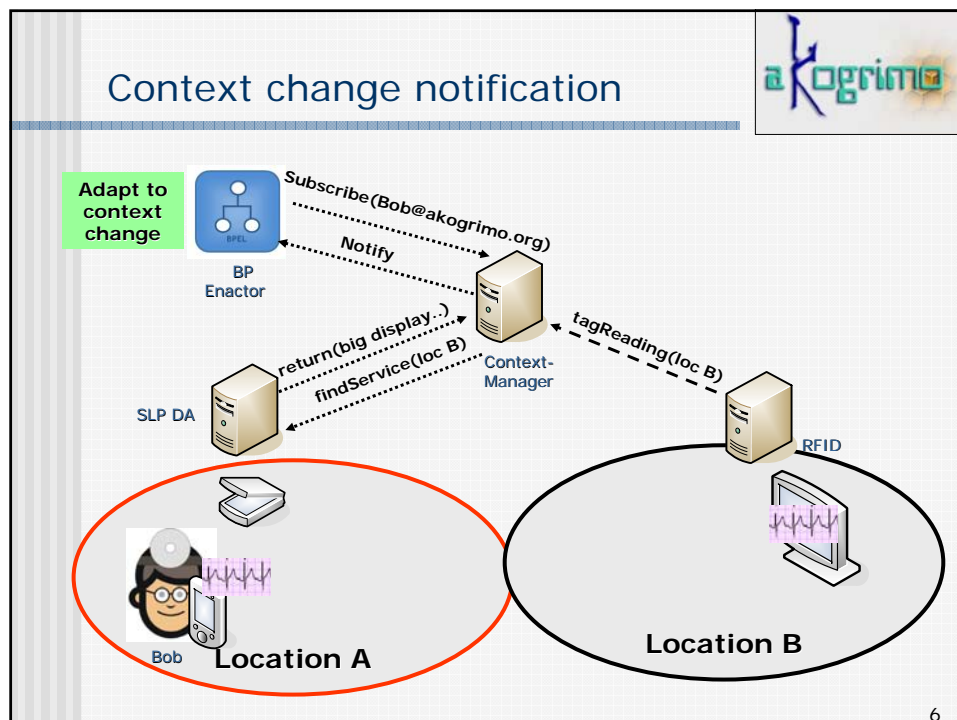 Context change notification
akogrimo
Adapt to
context
change
BPEL
BP
Enactor
Subscribe(Bob@akogrimo.org)
Notify
Context-
Manager
return(big display..)
findService(loc B)
tagReading(loc B)
SLP DA
RFID
Bob
Location A
Location B
6